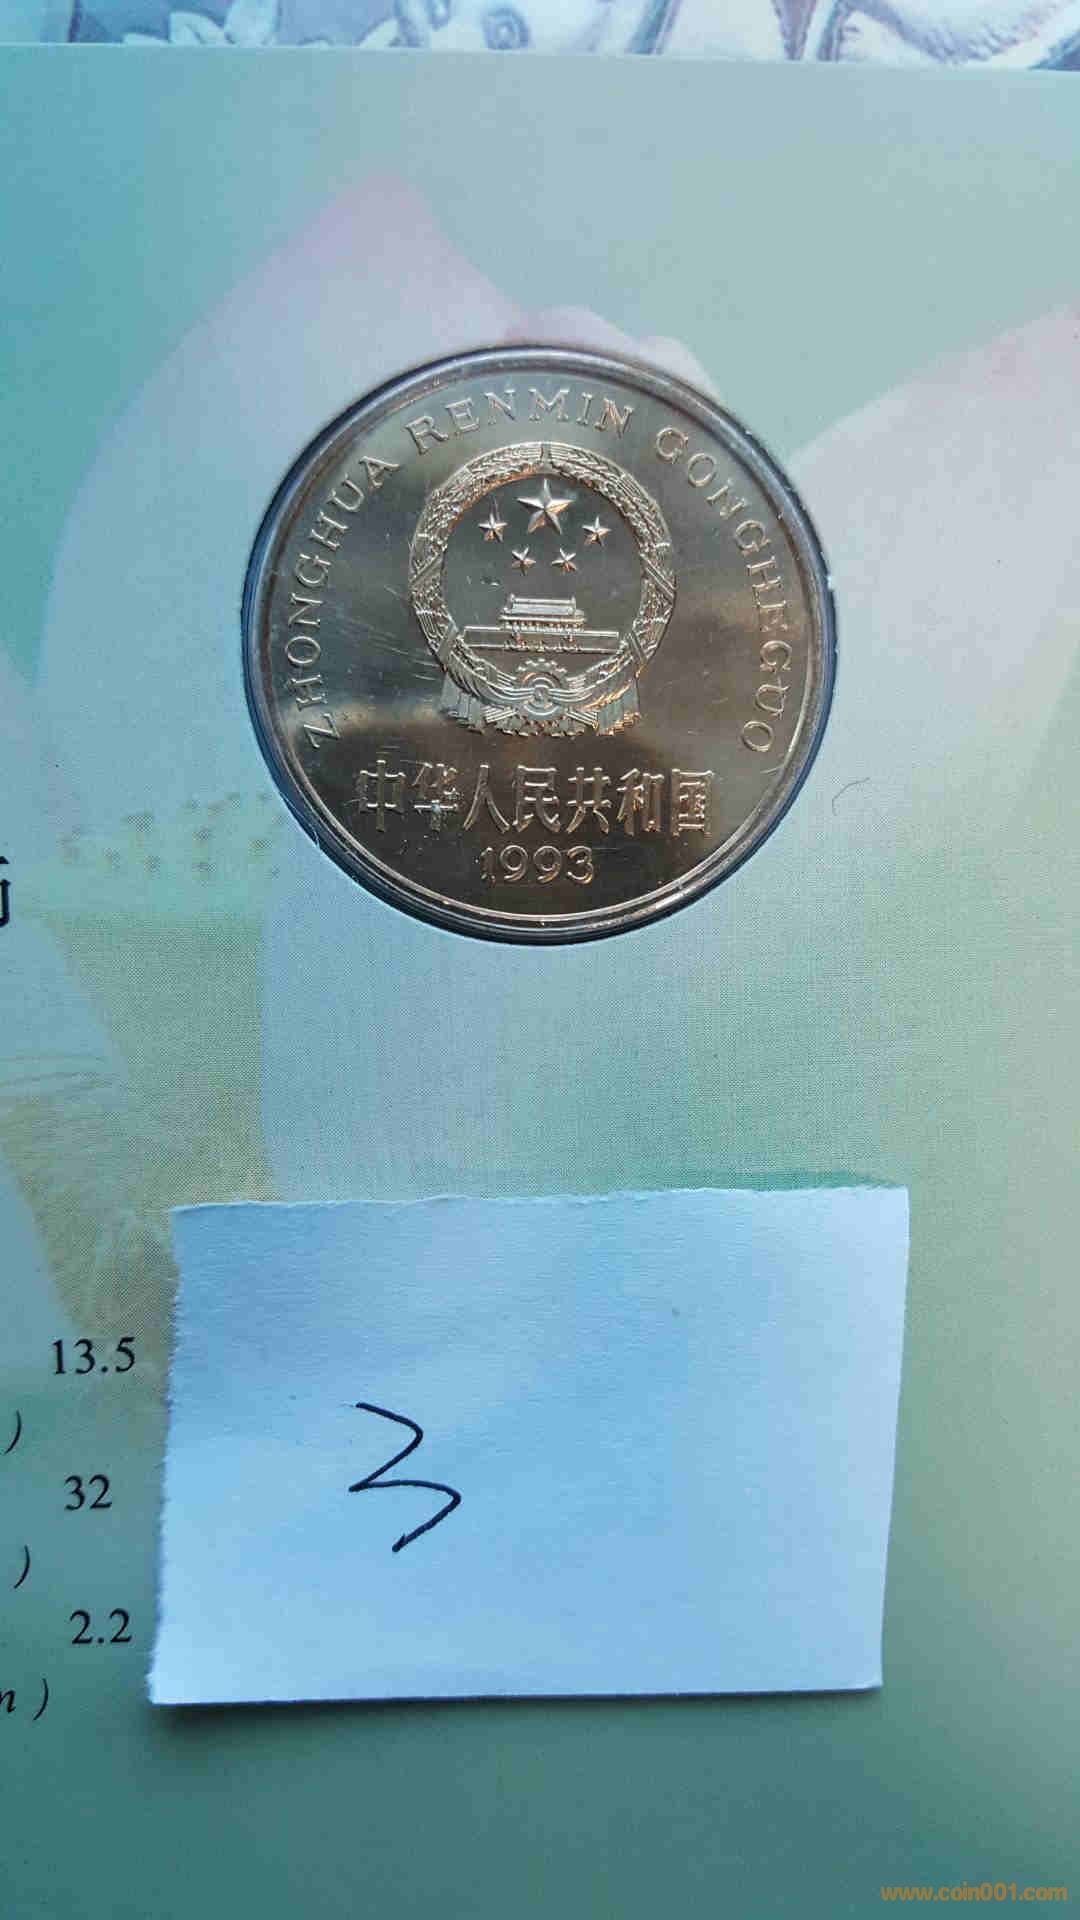 ZHONGHUA RENMIN GONGHEGUO
中华人民共和国
1993
13.5
)
32
)
2.2
)
3
www.coin001.com